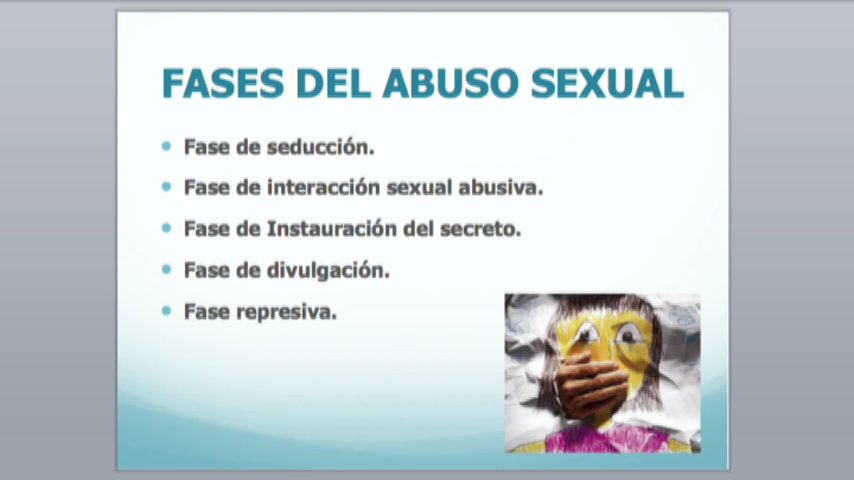 FASES DEL ABUSO SEXUAL
Fase de seducción.
Fase de interacción sexual abusiva.
Fase de Instauración del secreto.
Fase de divulgación.
Fase represiva.